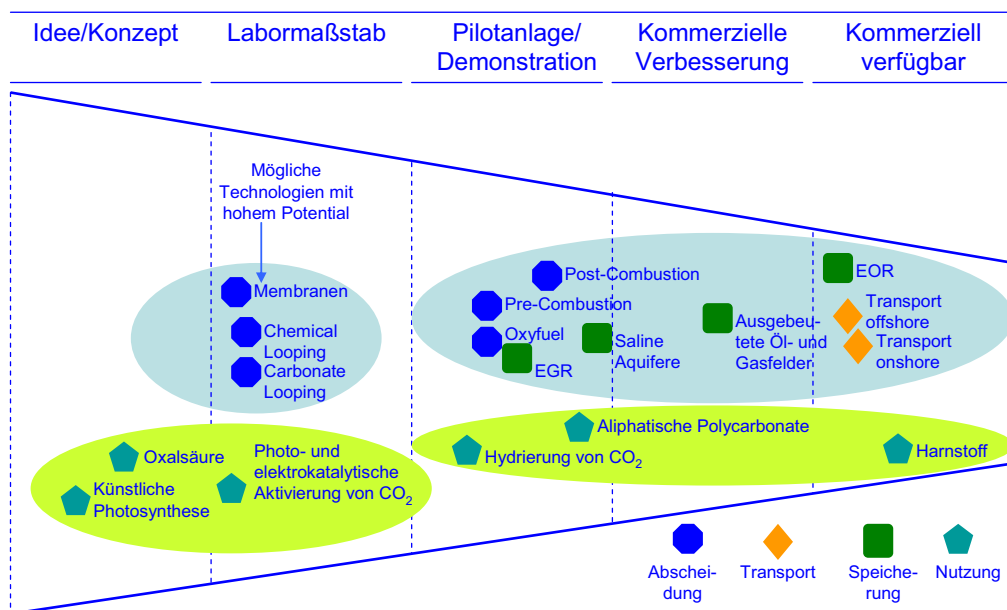 Idee/Konzept
Labormaßstab
Pilotanlage/
Demonstration
Kommerzielle
Verbesserung
Kommerziell
verfügbar
Mögliche
Technologien mit
hohem Potential
Membranen
Chemical
Looping
Carbonate
Looping
Post-Combustion
Pre-Combustion
Oxyfuel
EGR
Saline
Aquifere
Ausgebeu-
tete Öl- und
Gasfelder
EOR
Transport
offshore
Transport
onshore
Oxalsäure
Künstliche
Photosynthese
Photo- und
elektrokatalytische
Aktivierung von CO₂
Aliphatische Polycarbonate
Hydrierung von CO₂
Harnstoff
Abschei-
dung
Transport
Speiche-
rung
Nutzung